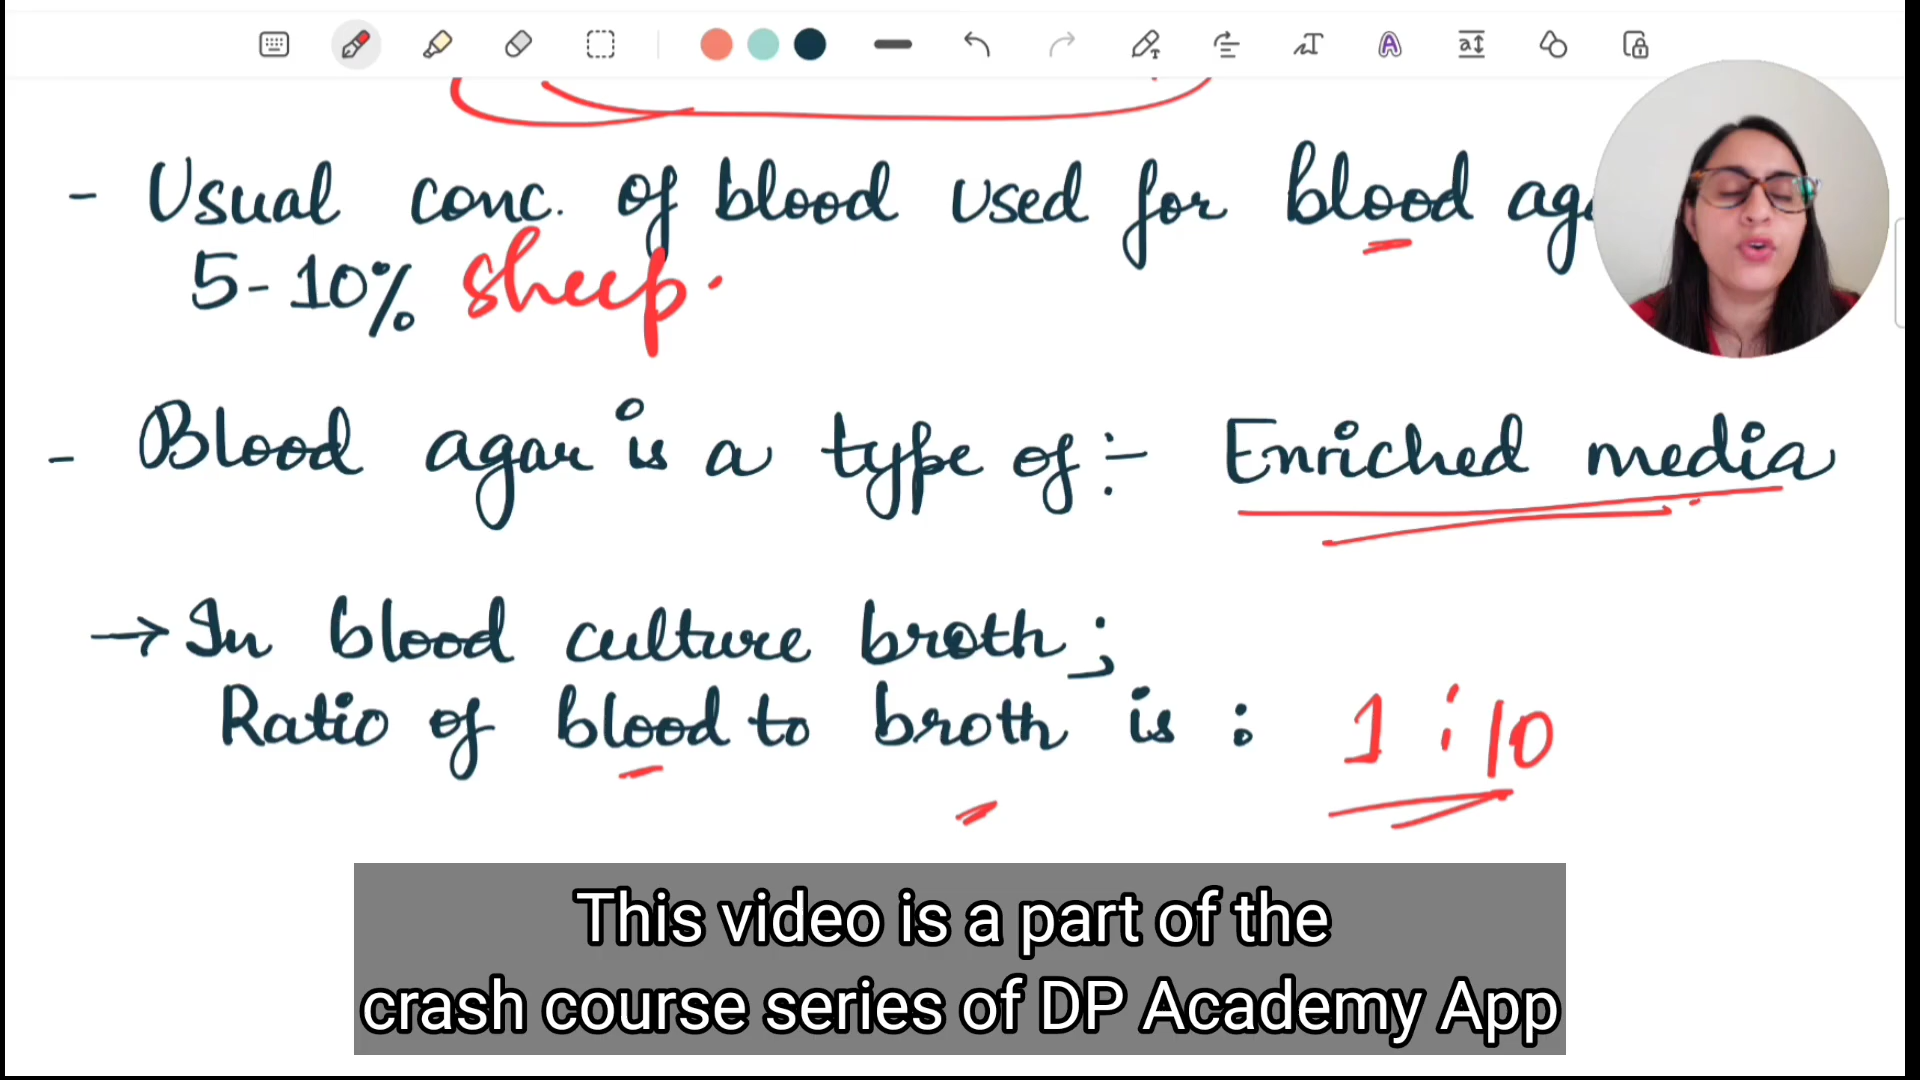 - Usual conc. of blood used for blood
5-10% sheep.
- Blood agar is a type of :- Enriched media
→ In blood culture broth ;
Ratio of blood to broth is : 1 : 10
This video is a part of the
crash course series of DP Academy App